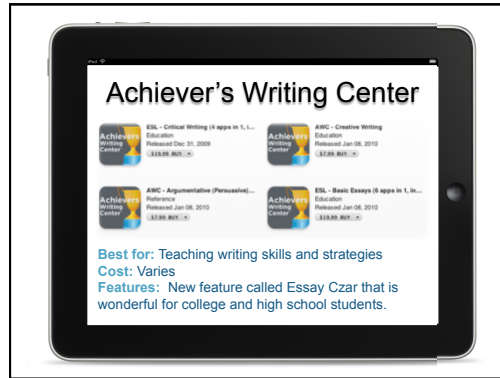 iPad
Achiever's Writing Center
Achievers Writing Center
ESL - Critical Writing (4 apps in 1, i...
Education
Released Dec 31, 2009
$19.99 BUY
Achievers Writing Center
AWC - Creative Writing
Education
Released Jan 08, 2010
$7.99 BUY
Achievers Writing Center
AWC - Argumentative (Persuasive)...
Reference
Released Jan 08, 2010
$7.99 BUY
Achievers Writing Center
ESL - Basic Essays (6 apps in 1, in...
Education
Released Jan 08, 2010
$19.99 BUY
Best for: Teaching writing skills and strategies
Cost: Varies
Features: New feature called Essay Czar that is
wonderful for college and high school students.